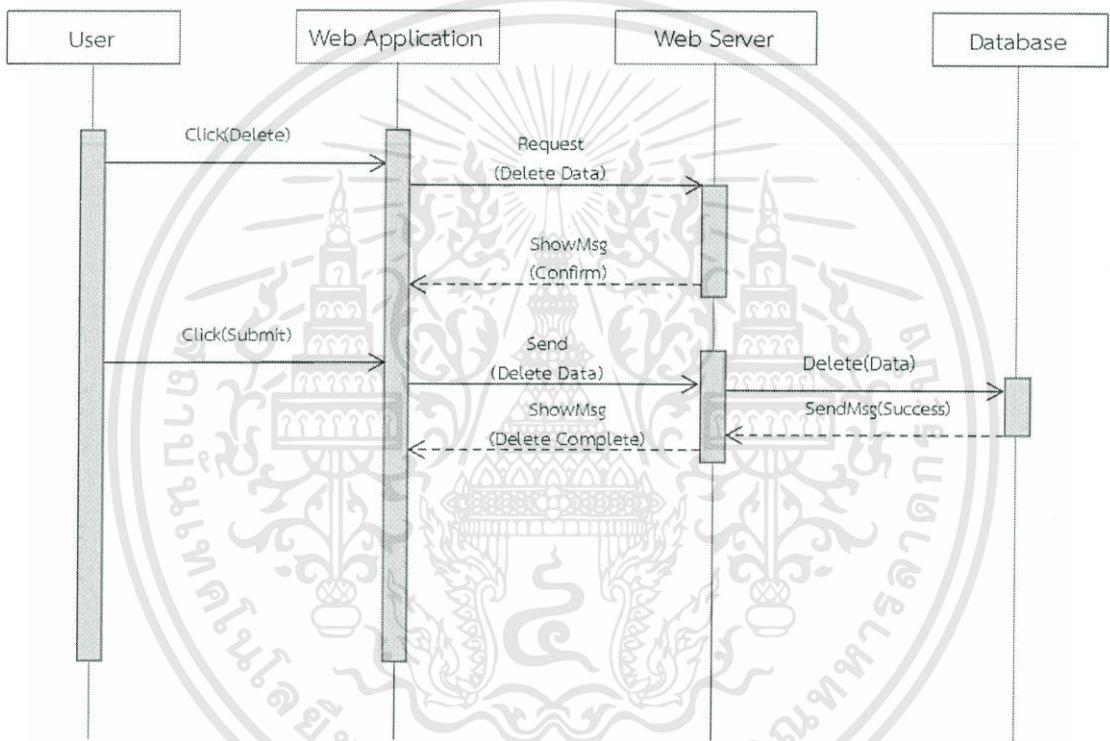 User
Web Application
Web Server
Database
Click(Delete)
Request
(Delete Data)
ShowMsg
(Confirm)
Click(Submit)
Send
(Delete Data)
Delete(Data)
ShowMsg
(Delete Complete)
SendMsg(Success)